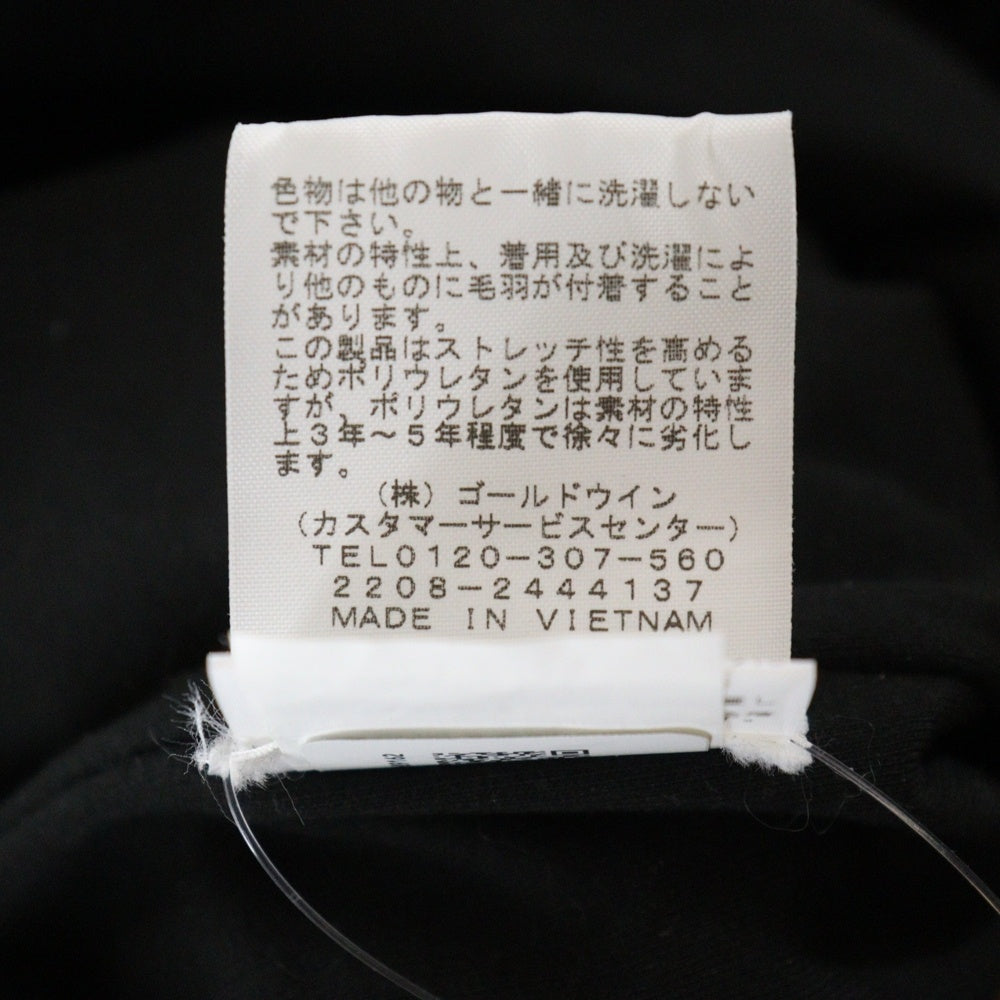 色物は他の物と一緒に洗濯しない
で下さい。
素材の特性上、着用及び洗濯によ
り他のものに毛羽が付着すること
があります。
この製品はストレッチ性を高める
ためポリウレタンを使用していま
すが、ポリウレタンは素材の特性
上３年～５年程度で徐々に劣化し
ます。
（株）ゴールドウイン
（カスタマーサービスセンター）
ＴＥＬ０１２０－３０７－５６０
２２０８－２４４４１３７
ＭＡＤＥ ＩＮ ＶＩＥＴＮＡＭ